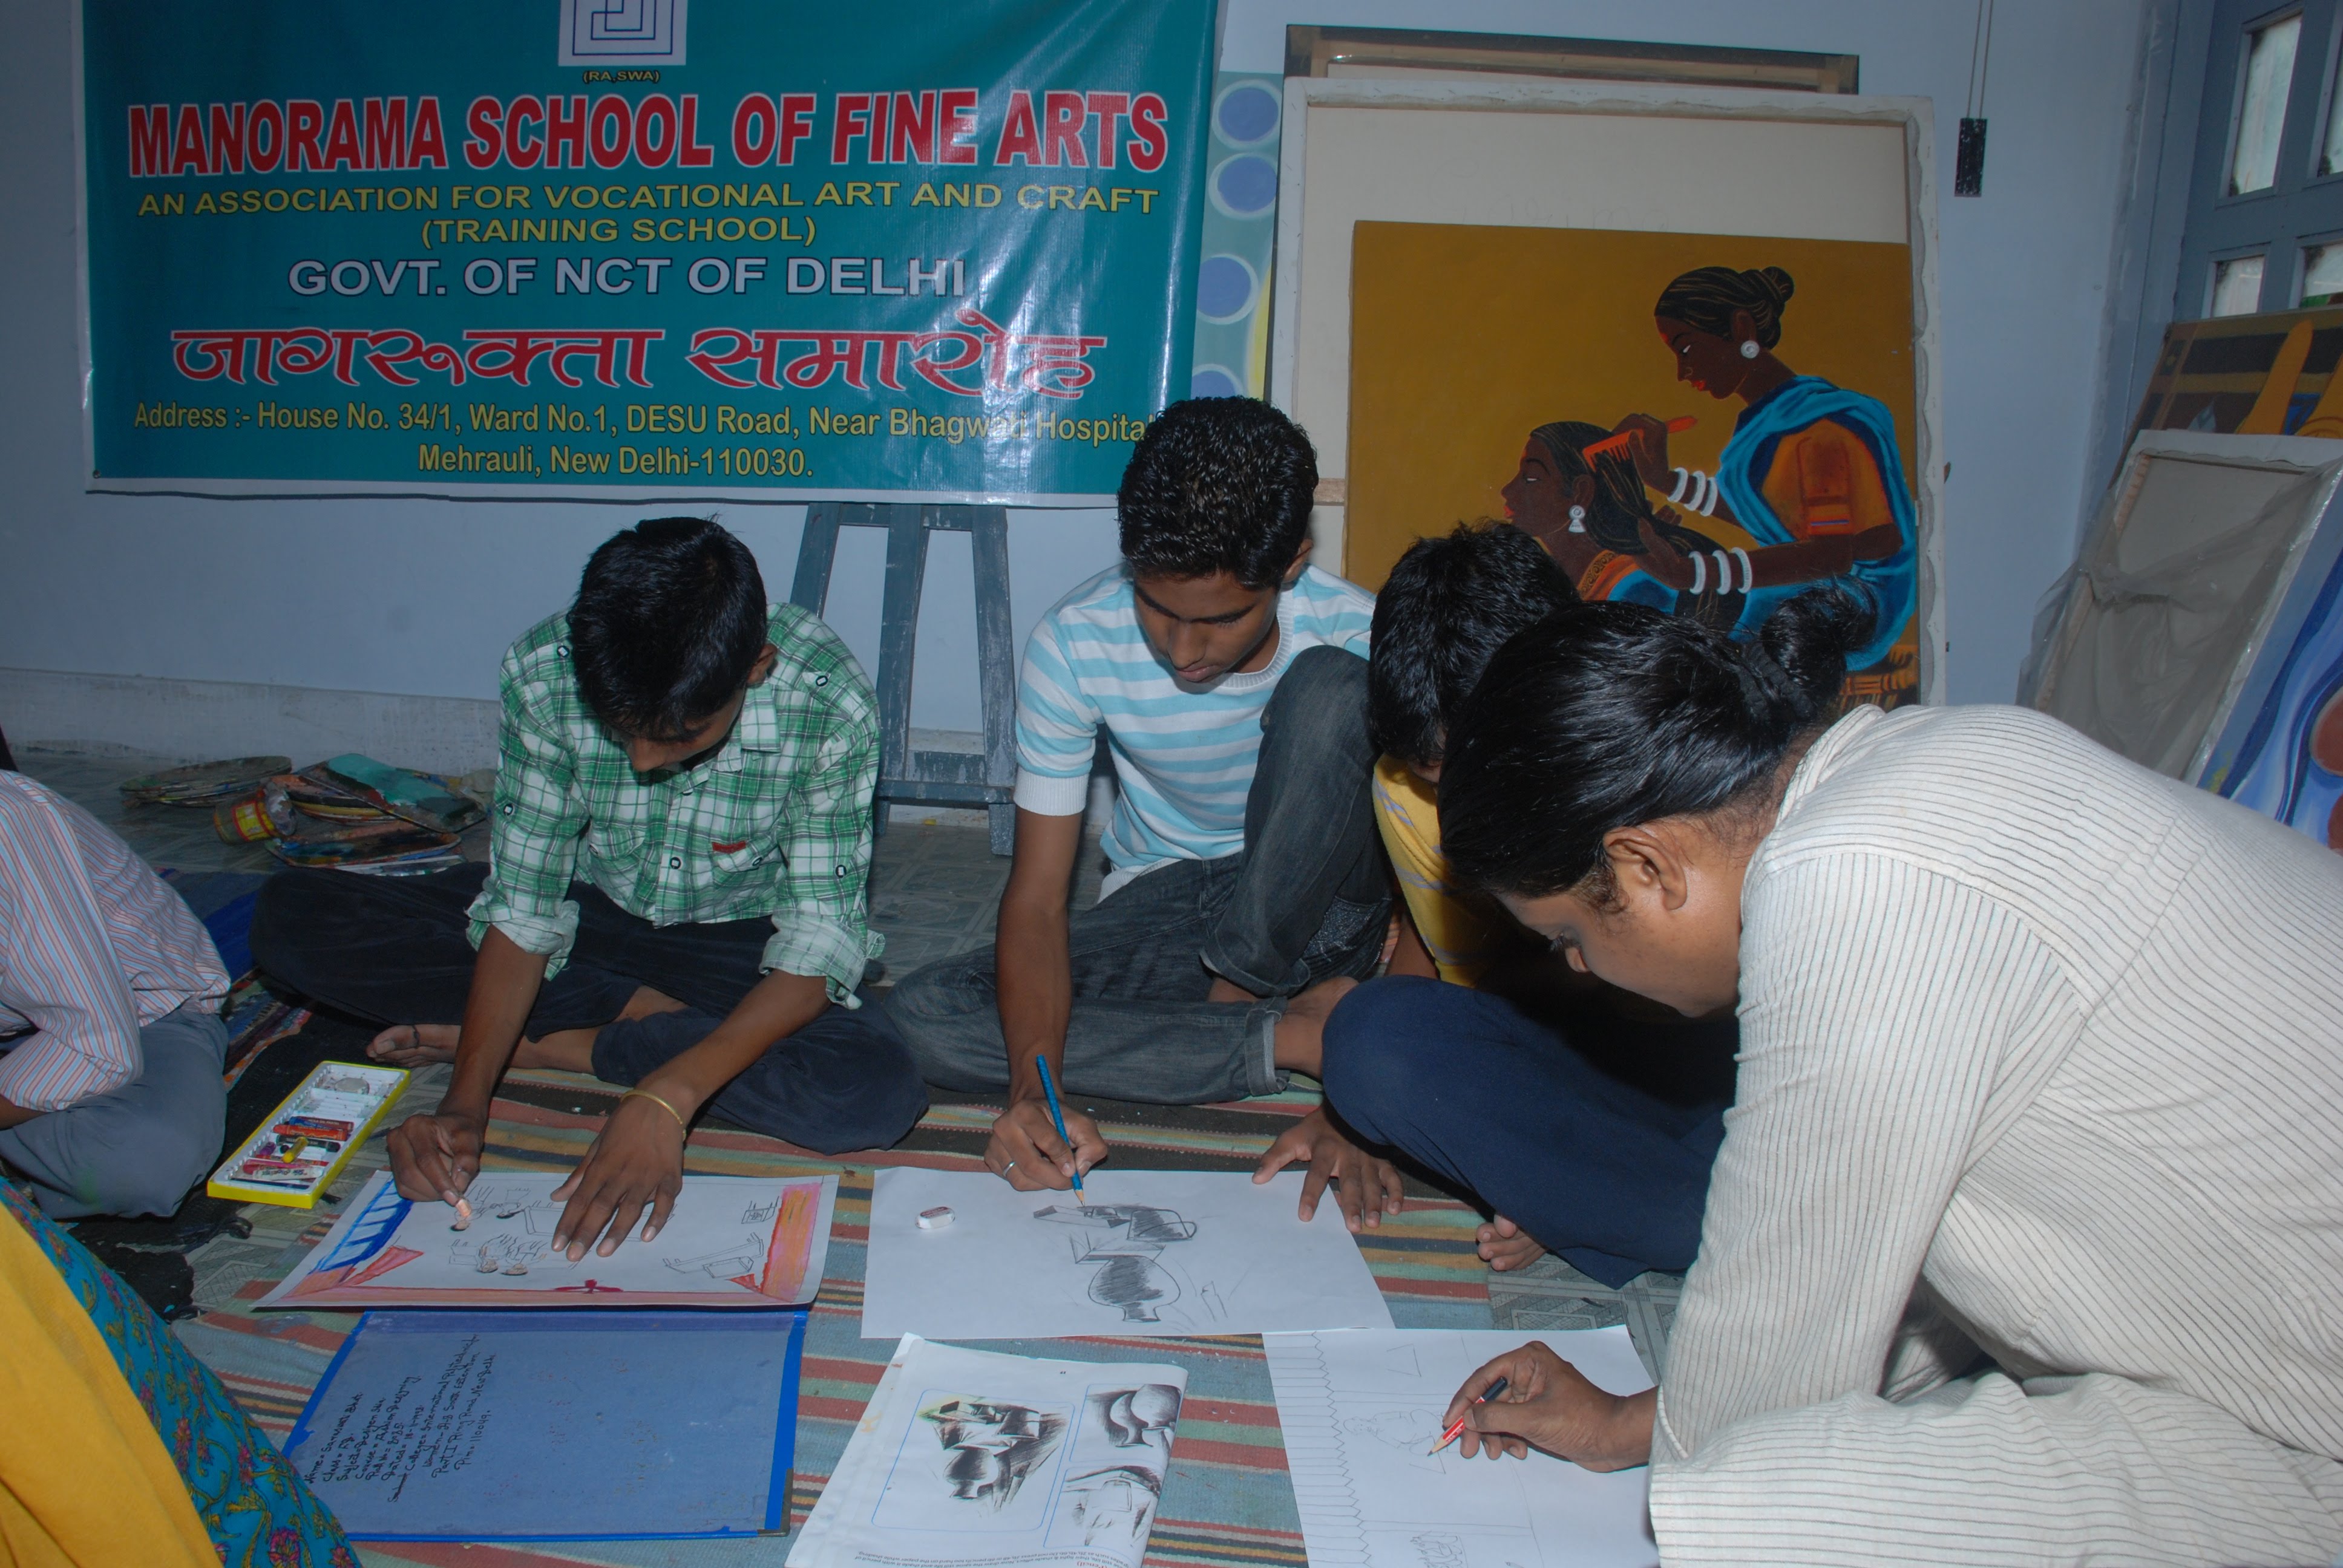 (RA.SWA)
MANORAMA SCHOOL OF FINE ARTS
AN ASSOCIATION FOR VOCATIONAL ART AND CRAFT
(TRAINING SCHOOL)
GOVT. OF NCT OF DELHI
जागरूक्ता समारोह
Address :- House No. 34/1, Ward No.1, DESU Road, Near Bhagwati Hospital
Mehrauli, New Delhi-110030.